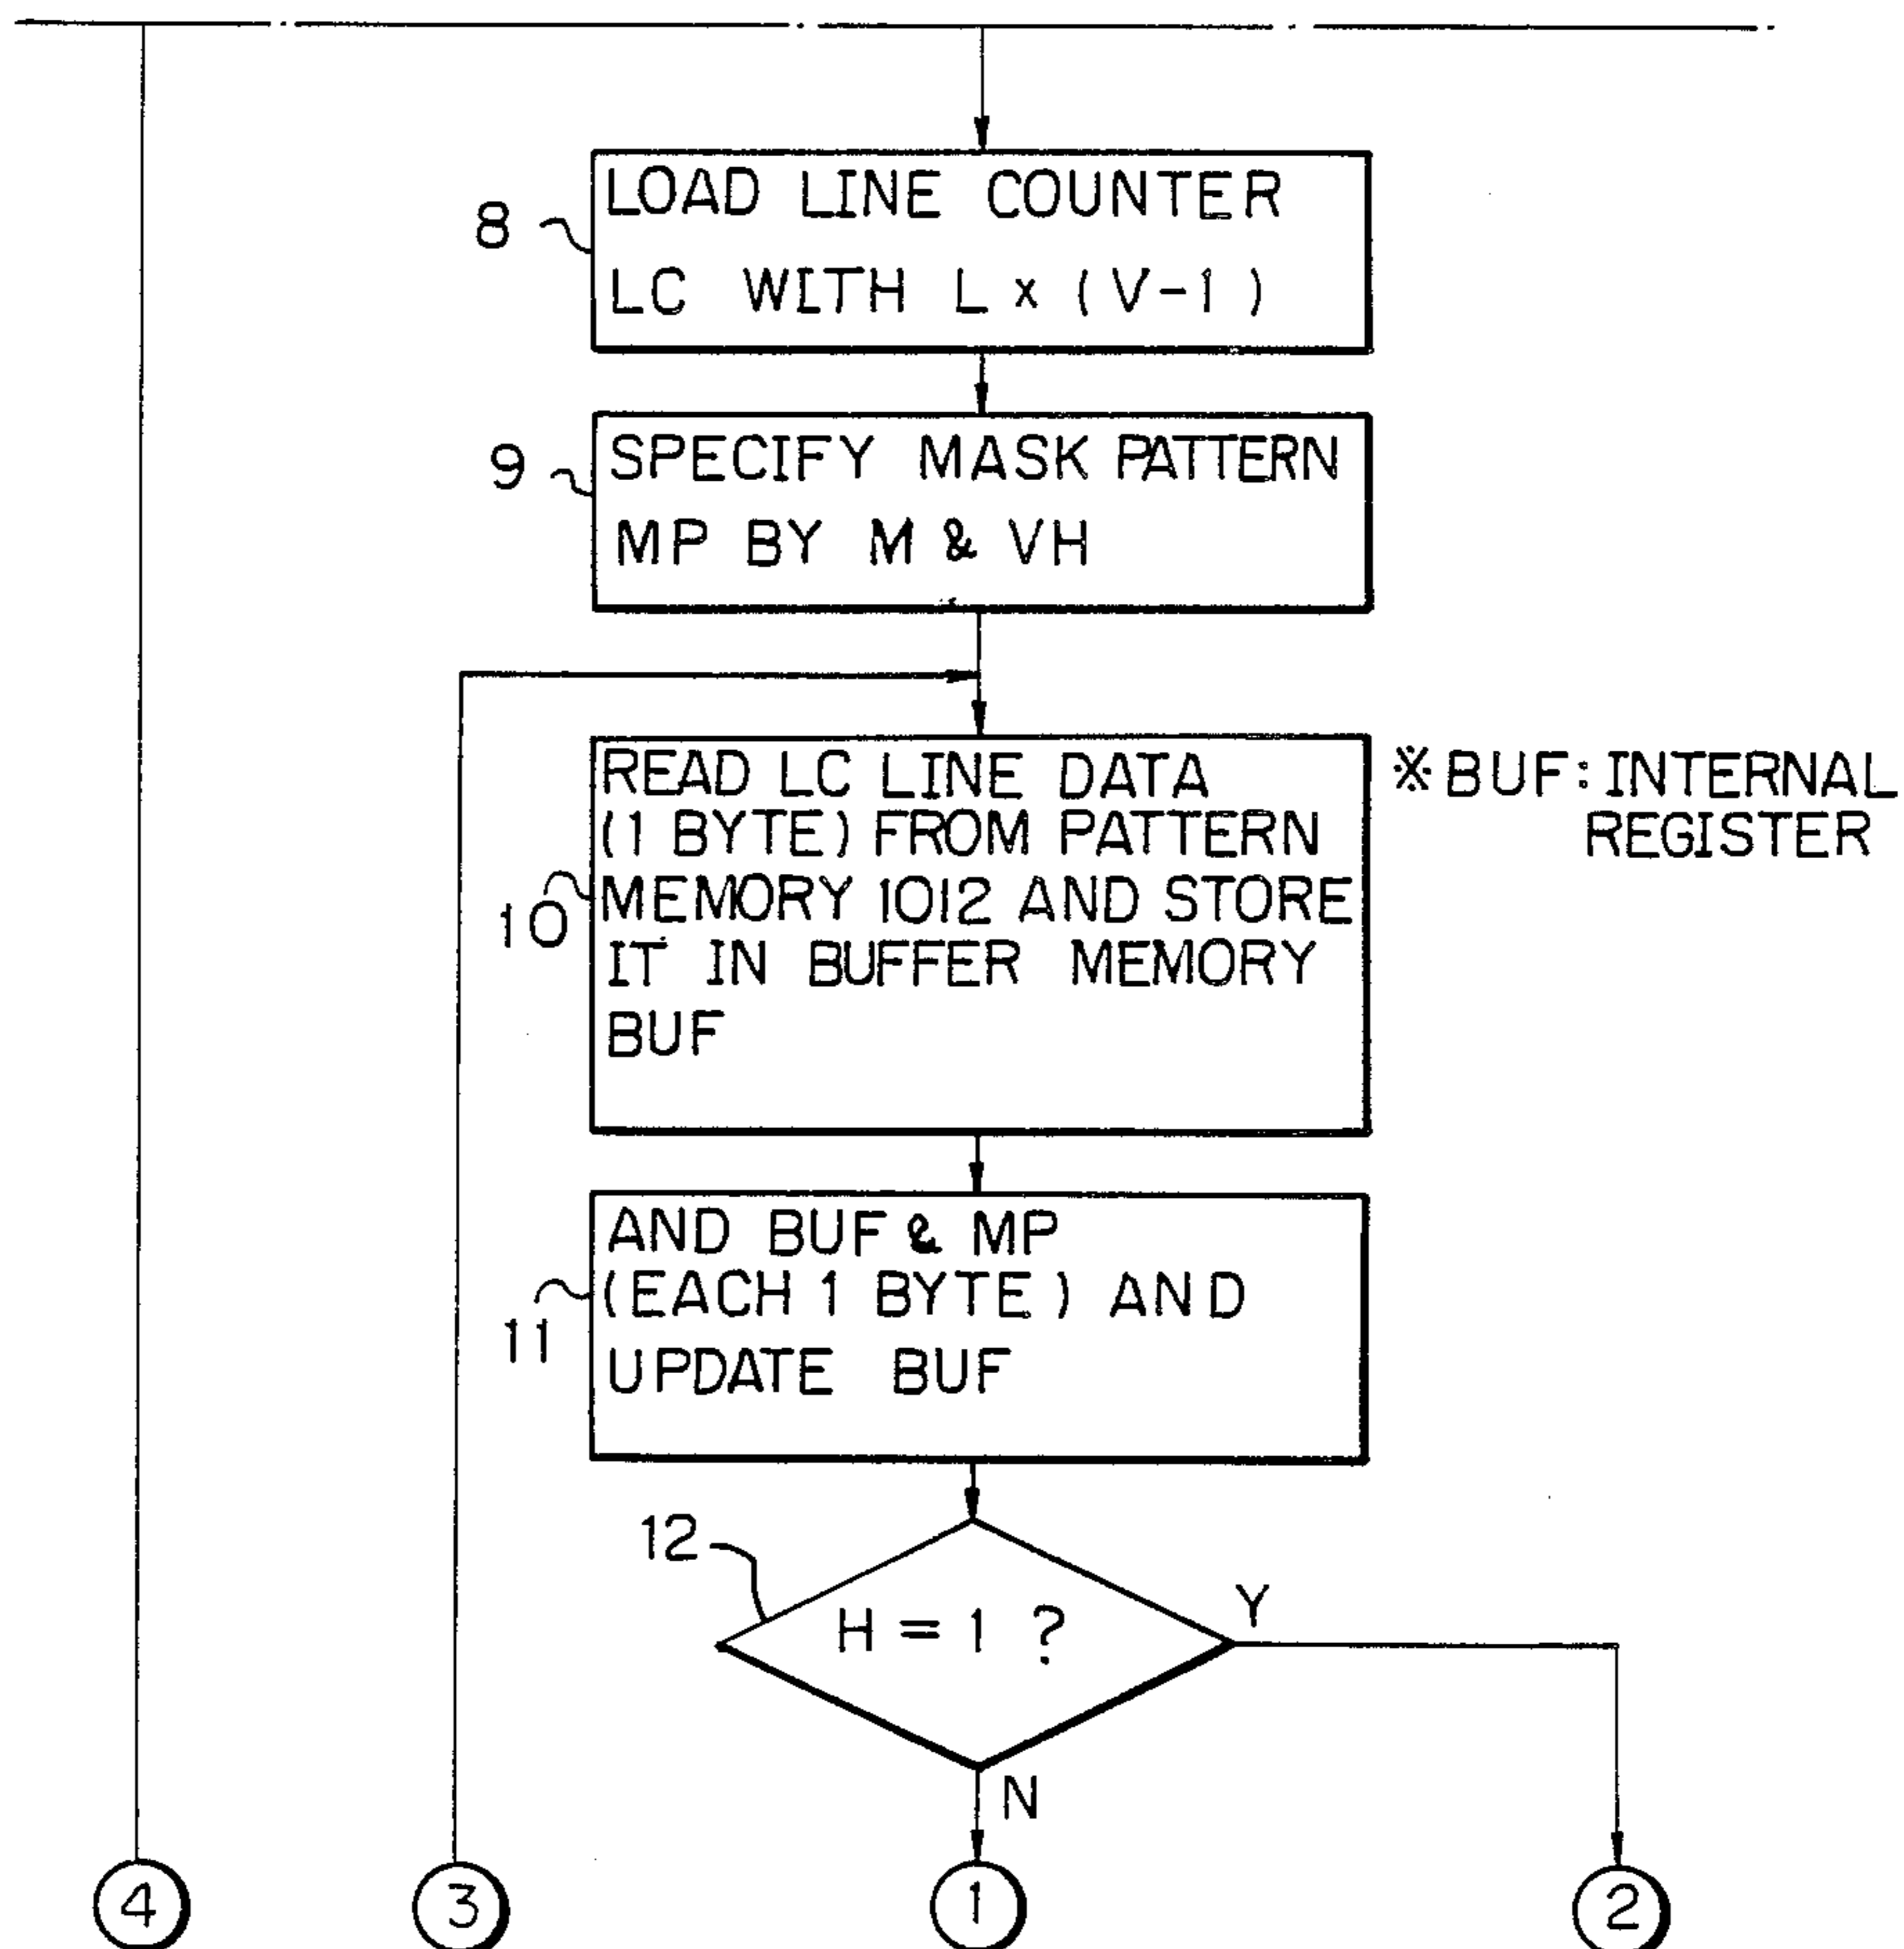 8
LOAD LINE COUNTER
LC WITH L × (V-1)
9
SPECIFY MASK PATTERN
MP BY M & VH
READ LC LINE DATA
(1 BYTE) FROM PATTERN
MEMORY 1012 AND STORE
IT IN BUFFER MEMORY
BUF
10
※BUF: INTERNAL
REGISTER
AND BUF & MP
(EACH 1 BYTE) AND
UPDATE BUF
11
12
H = 1 ?
Y
N
4
3
1
2